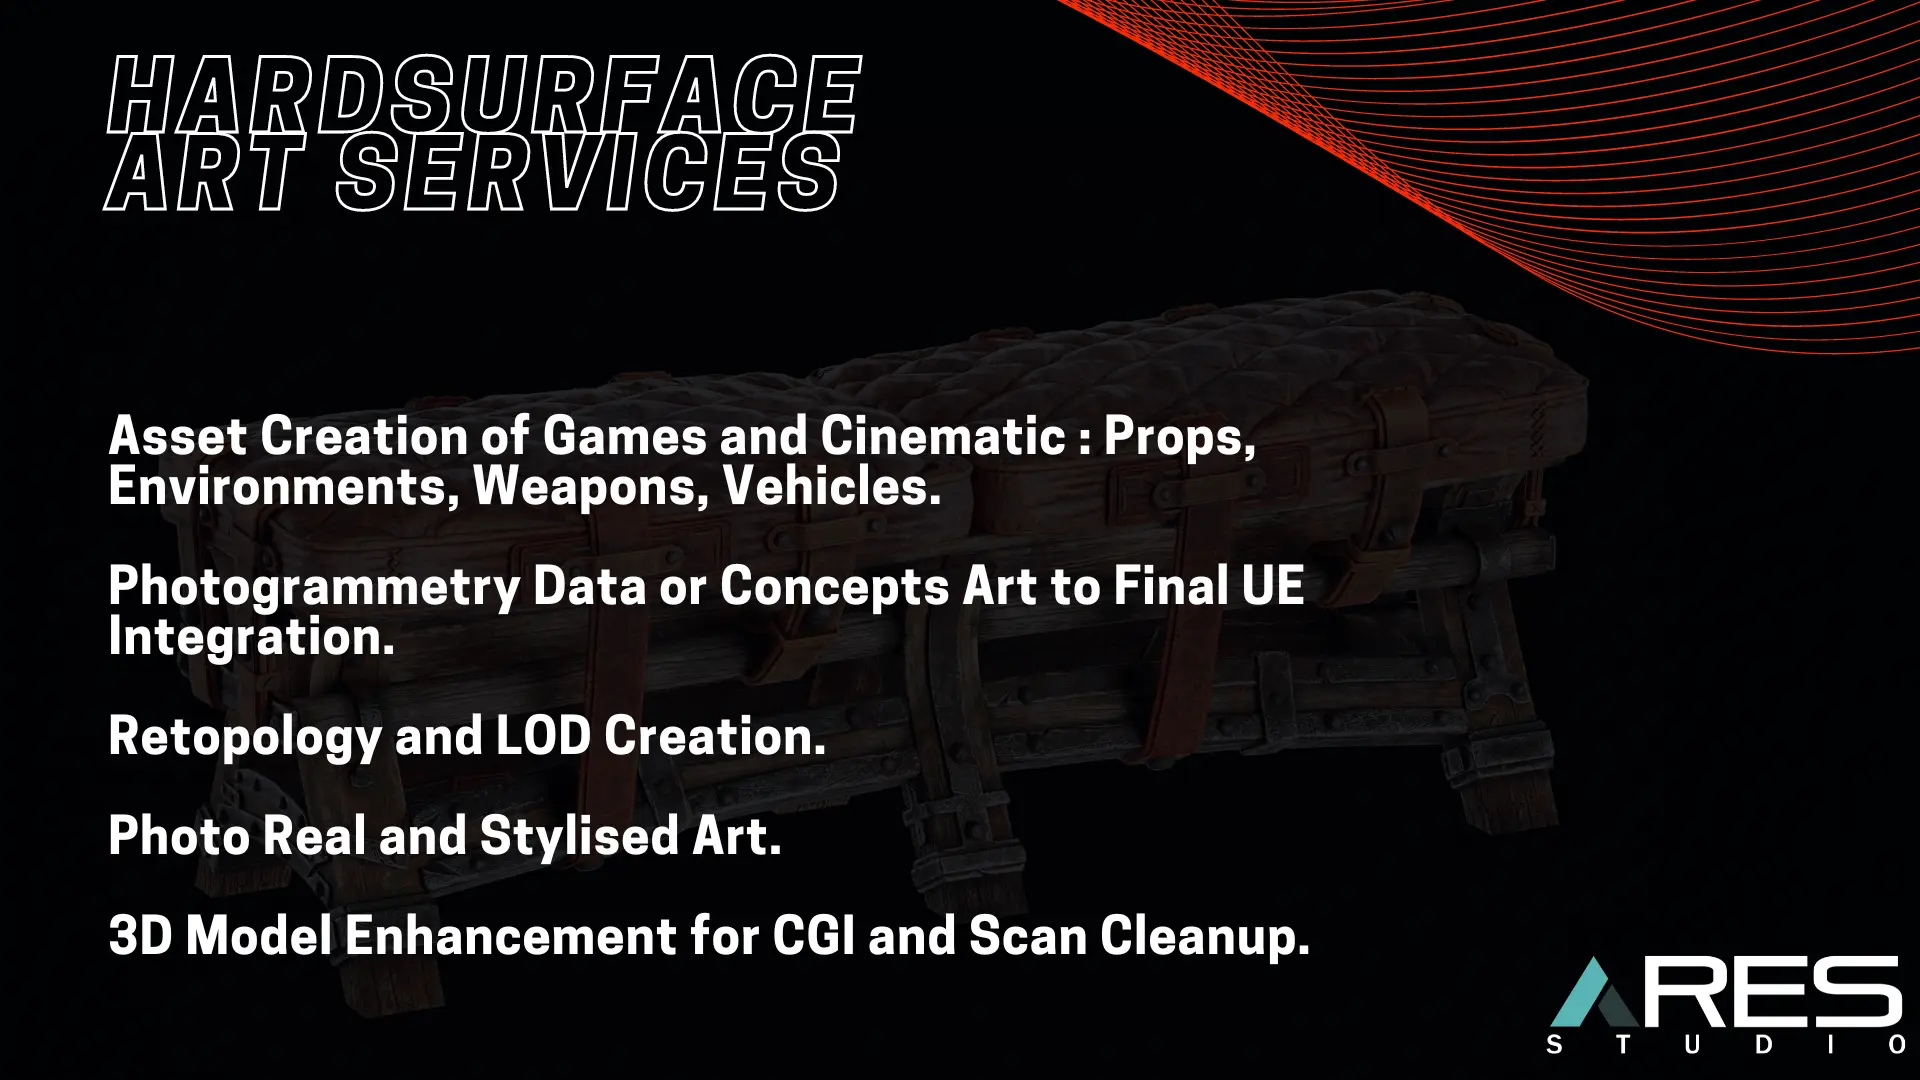 HARDSURFACE
ART SERVICES
Asset Creation of Games and Cinematic : Props,
Environments, Weapons, Vehicles.
Photogrammetry Data or Concepts Art to Final UE
Integration.
Retopology and LOD Creation.
Photo Real and Stylised Art.
3D Model Enhancement for CGI and Scan Cleanup.
ARES
STUDIO